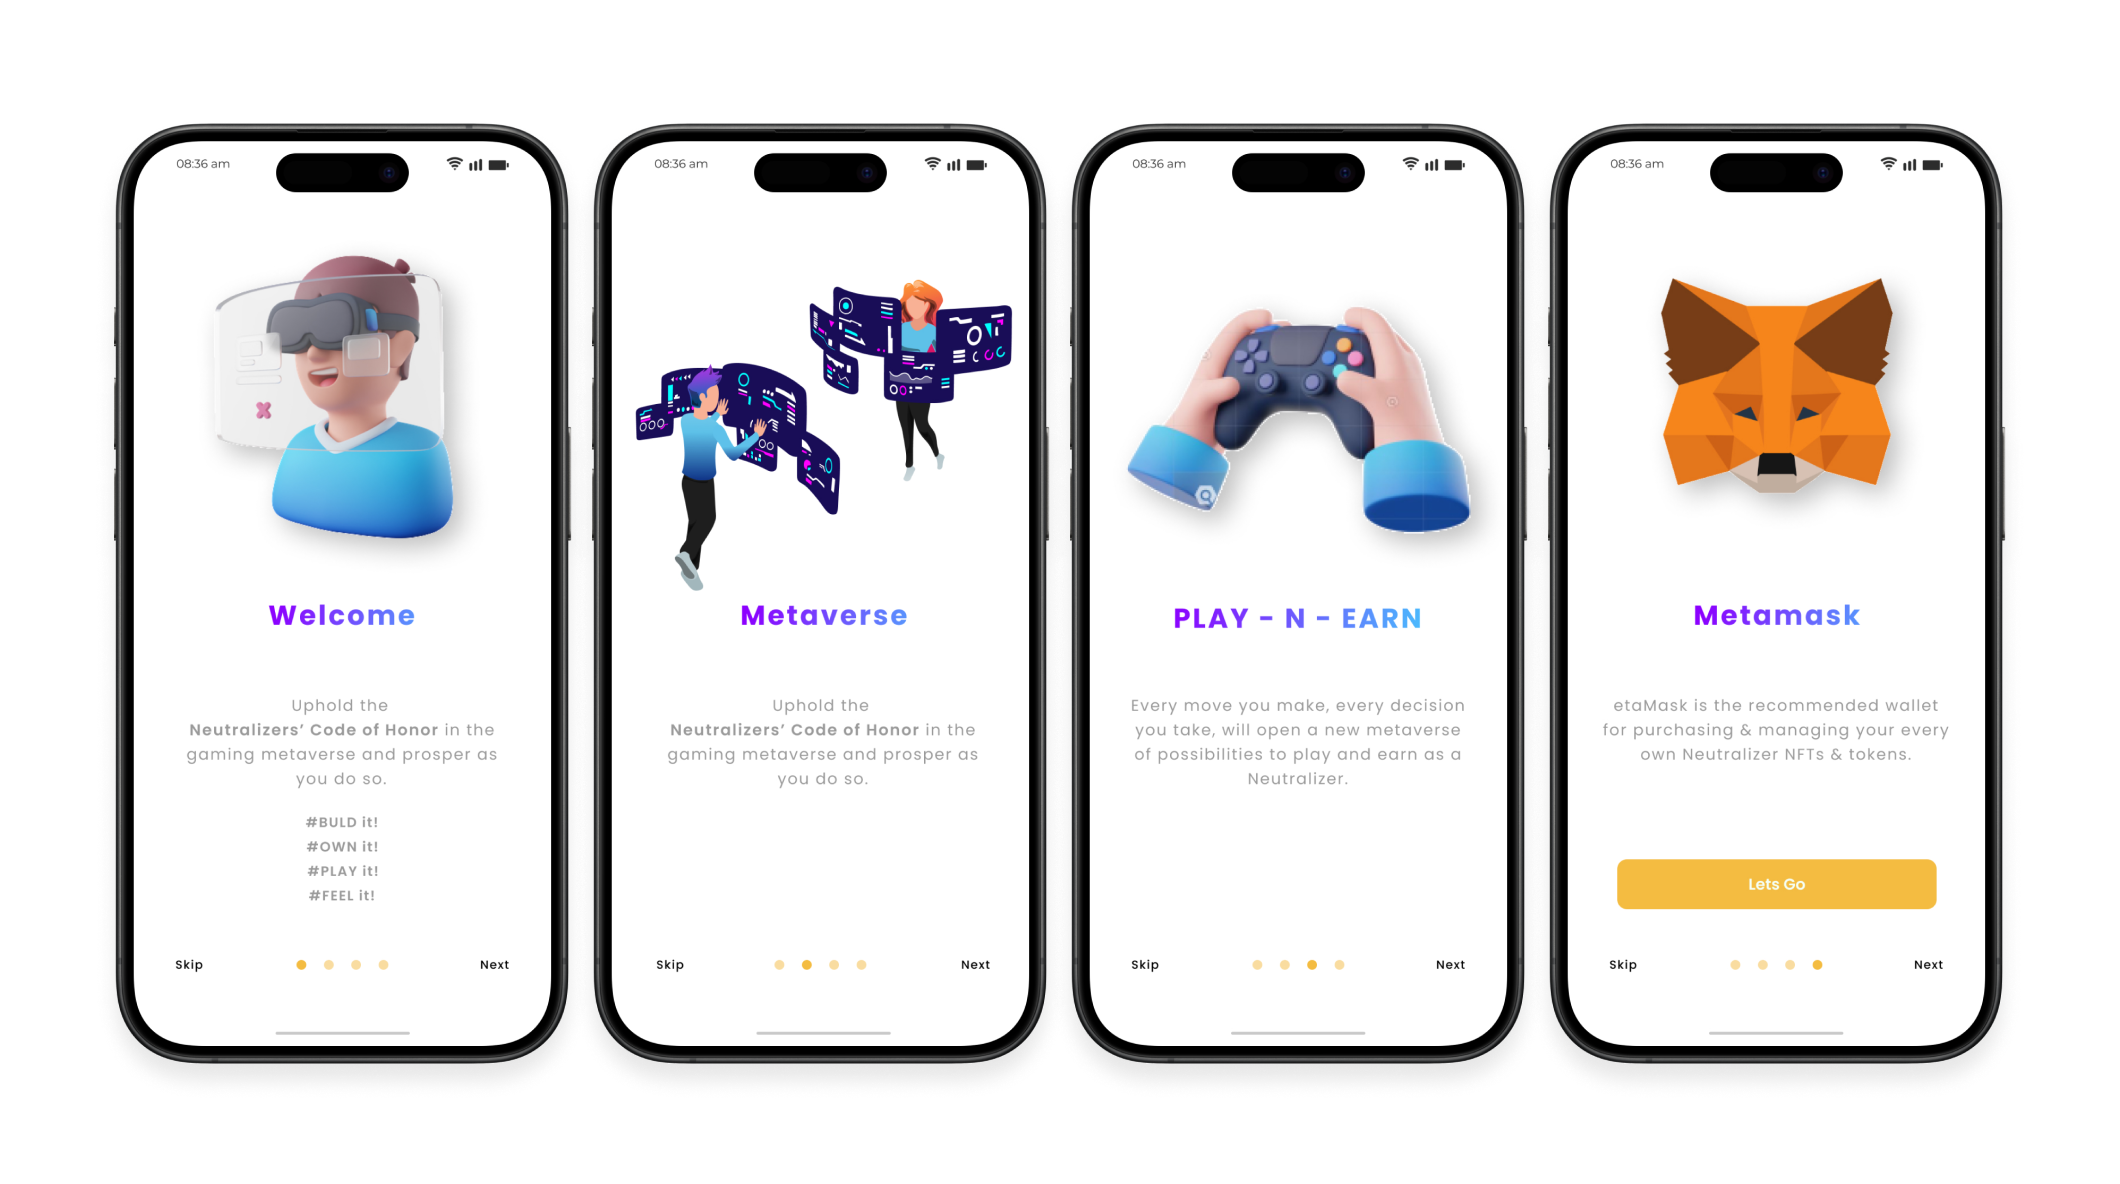 08:36 am
Welcome
Uphold the
Neutralizers’ Code of Honor in the
gaming metaverse and prosper as
you do so.
#BULD it!
#OWN it!
#PLAY it!
#FEEL it!
Skip
Next
08:36 am
Metaverse
Uphold the
Neutralizers’ Code of Honor in the
gaming metaverse and prosper as
you do so.
Skip
Next
08:36 am
PLAY - N - EARN
Every move you make, every decision
you take, will open a new metaverse
of possibilities to play and earn as a
Neutralizer.
Skip
Next
08:36 am
Metamask
etaMask is the recommended wallet
for purchasing & managing your every
own Neutralizer NFTs & tokens.
Lets Go
Skip
Next